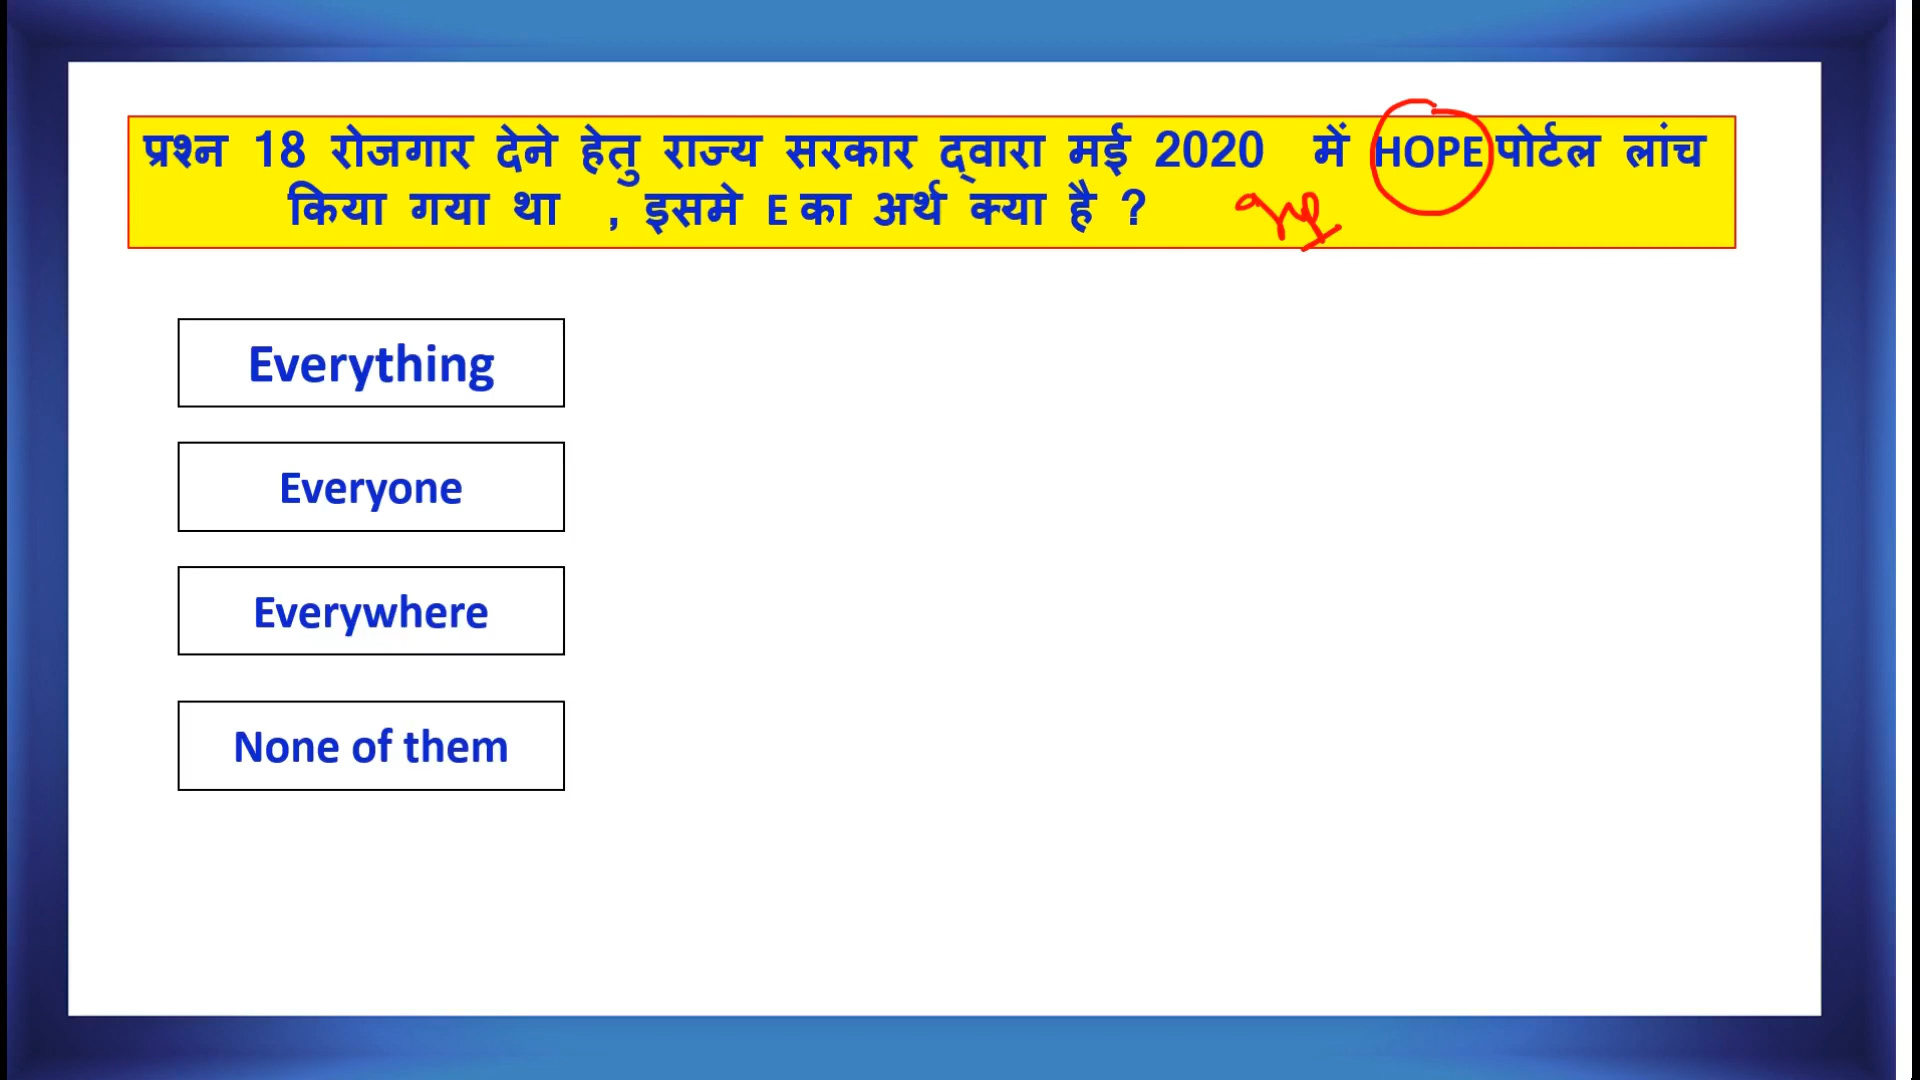 प्रश्न 18 रोजगार देने हेतु राज्य सरकार द्वारा मई 2020 में HOPE पोर्टल लांच
किया गया था , इसमे E का अर्थ क्या है ?
Everything
Everyone
Everywhere
None of them